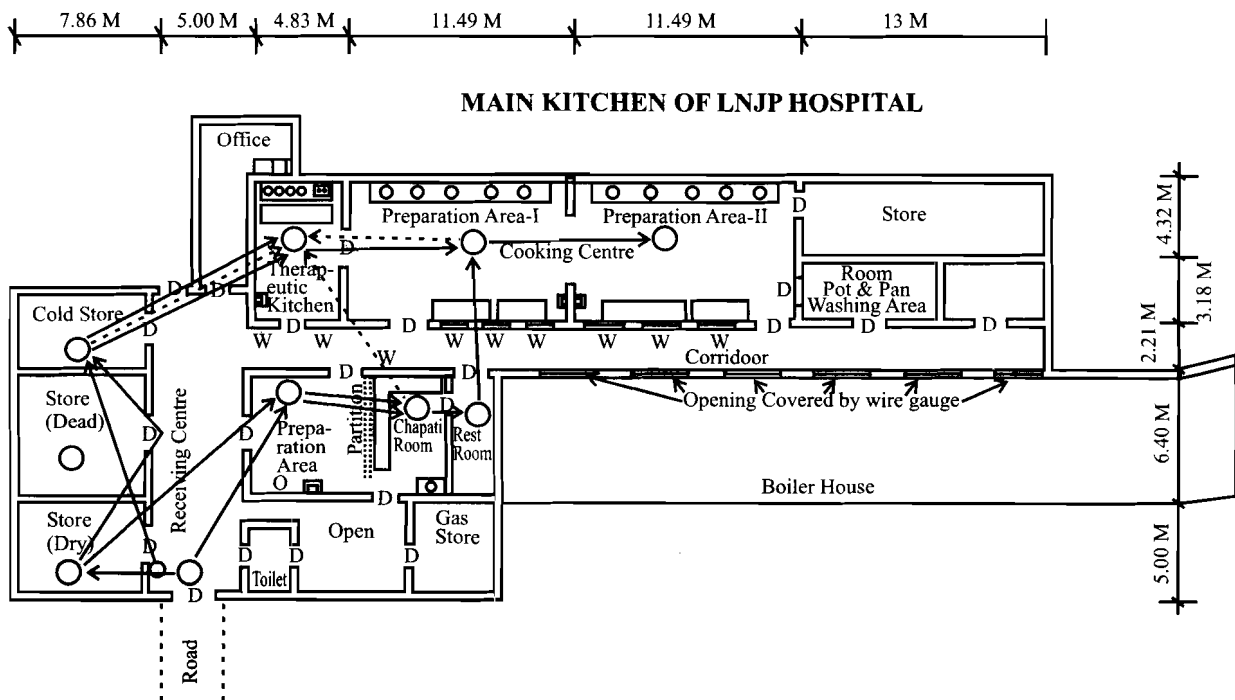 7.86 M 5.00 M 4.83 M 11.49 M 11.49 M 13 M
MAIN KITCHEN OF LNJP HOSPITAL
Office
Preparation Area-I
Preparation Area-II
D
Store
4.32 M
D
Cooking Centre
Therap-
eutic
Kitchen
Room
Pot & Pan
Washing Area
D
3.18 M
D D
Cold Store
D
D
D
D
D
D
W W W W W W W W
W
Corridoor
2.21 M
D
D
Opening Covered by wire gauge
Store
(Dead)
D
Receiving Centre
D
Prepa-
ration
Area
O
Partition
Chapati
Room
D
Rest
Room
6.40 M
Boiler House
D
Store
(Dry)
D
Open
Gas
Store
D
D
Toilet
D
D
5.00 M
Road